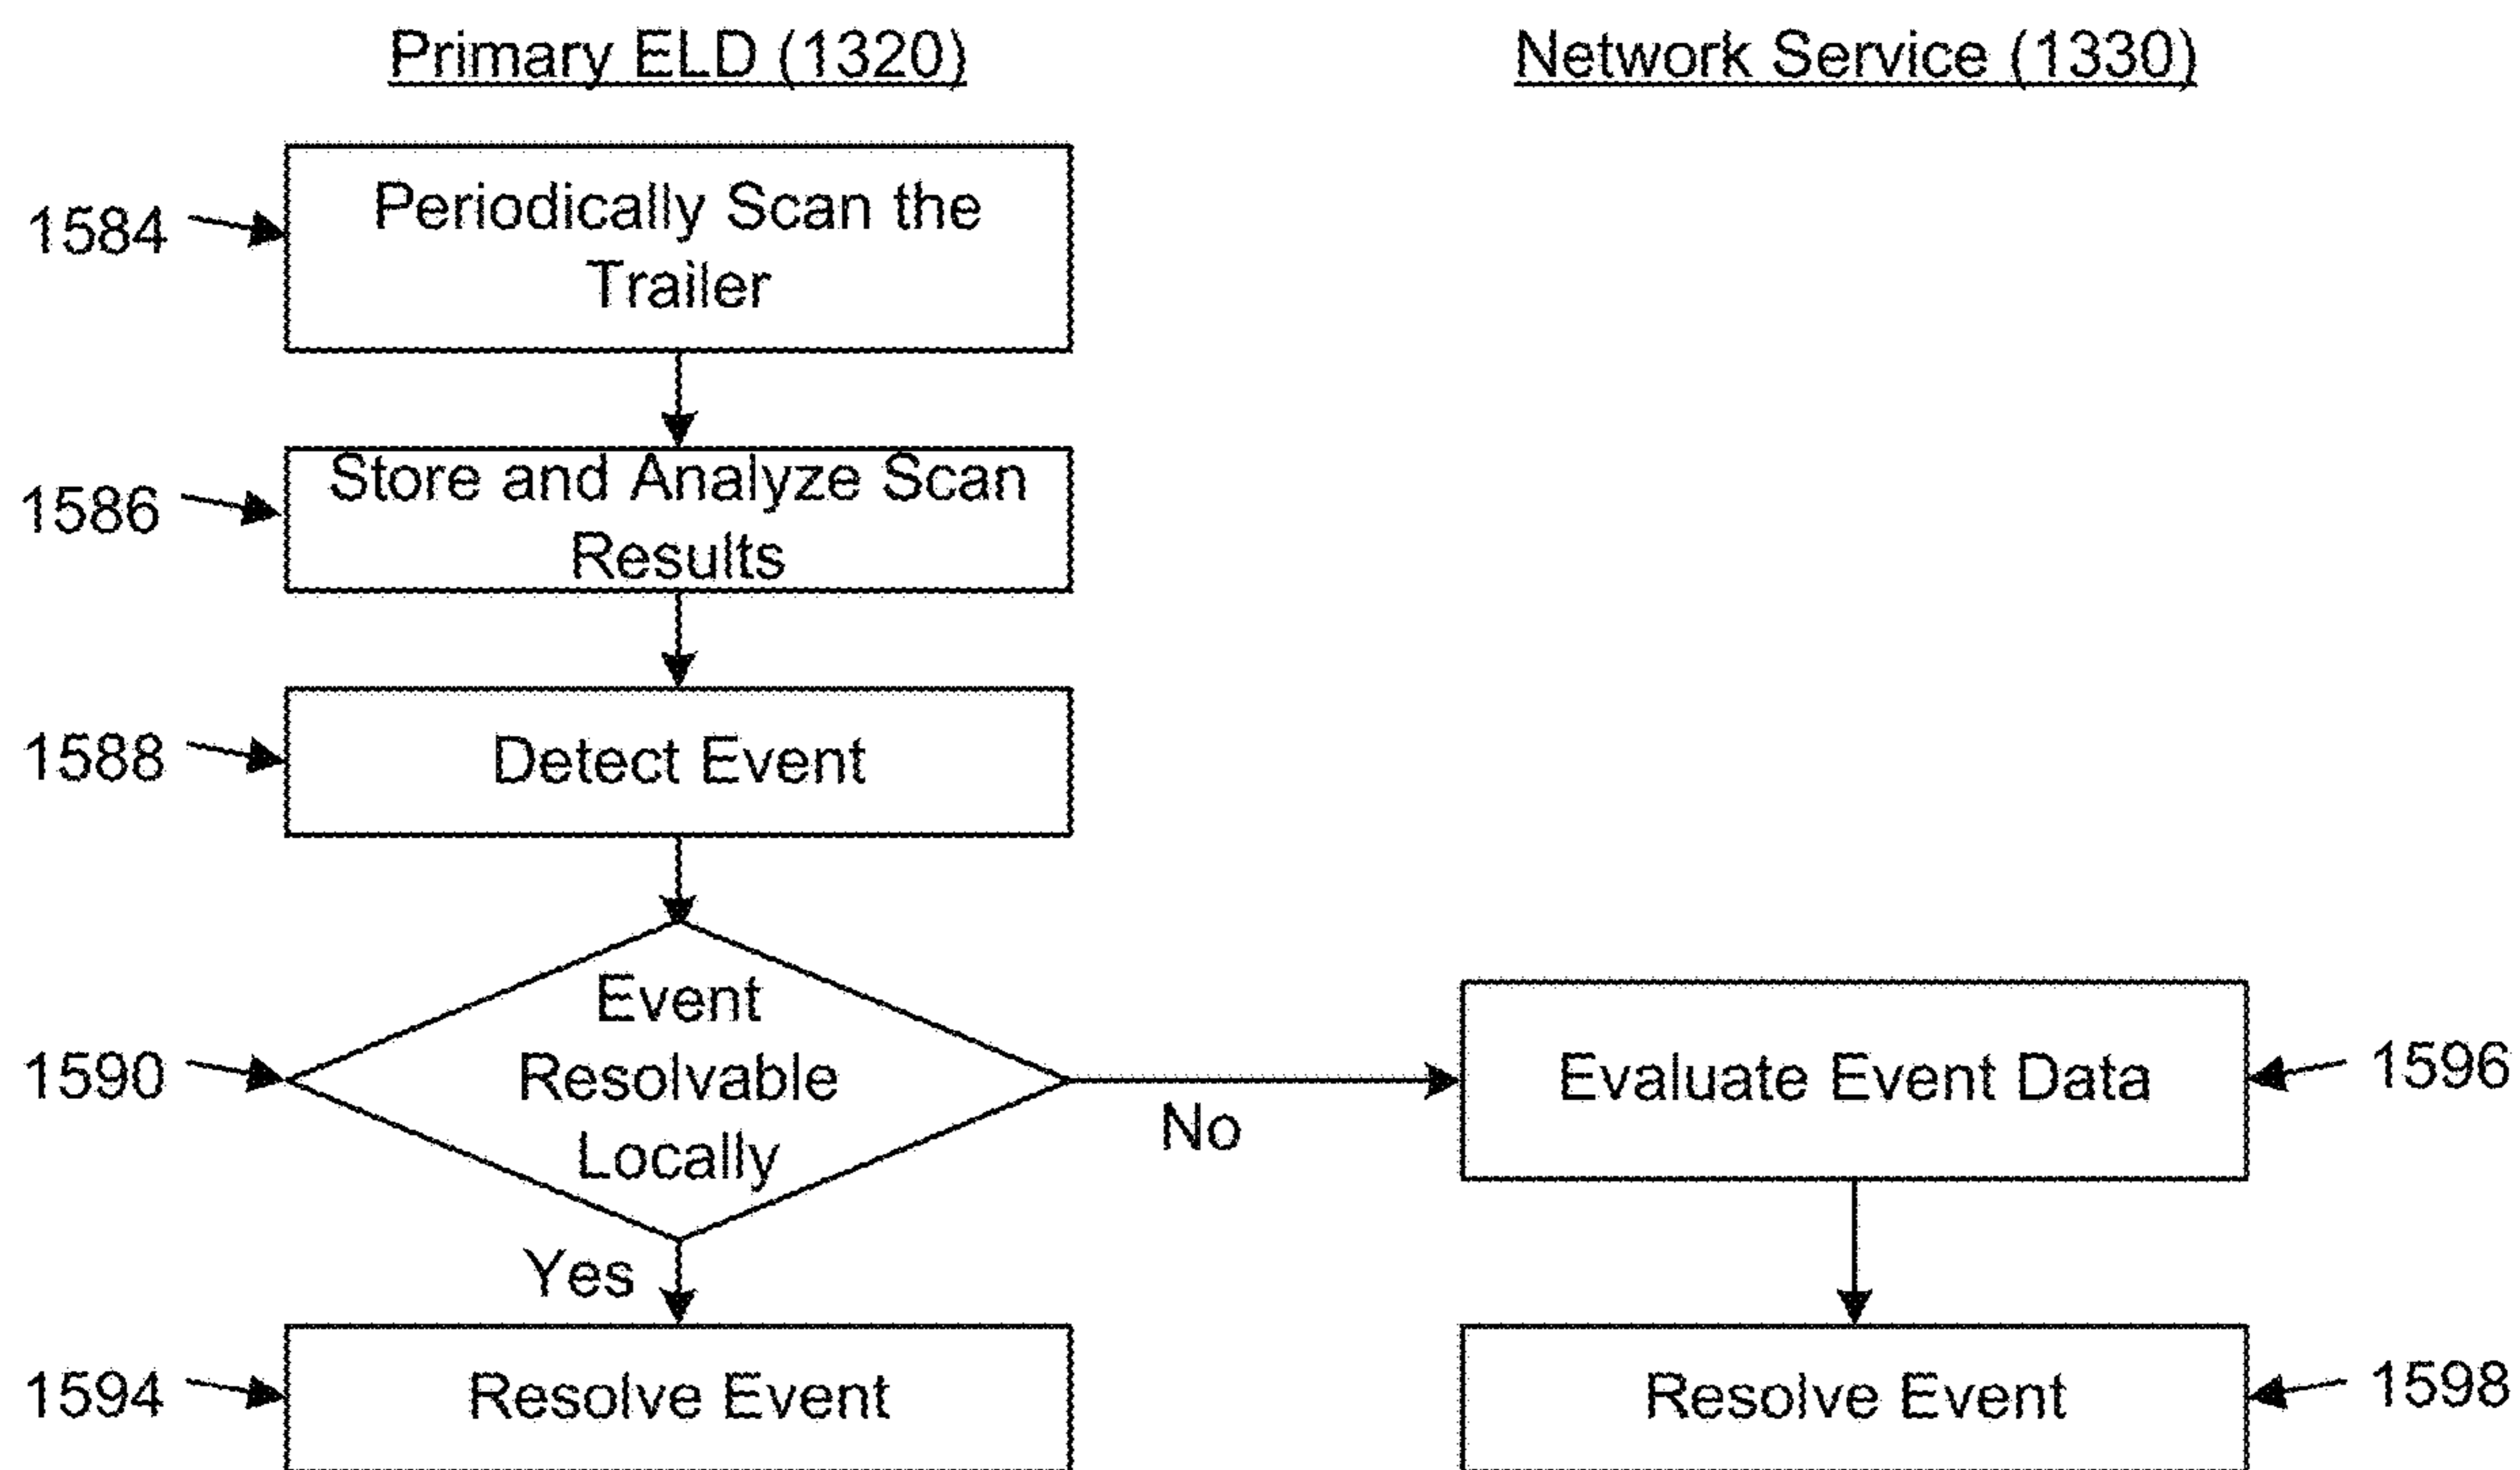 Primary ELD (1320)
Network Service (1330)
1584
Periodically Scan the
Trailer
1586
Store and Analyze Scan
Results
1588
Detect Event
1590
Event
Resolvable
Locally
No
Evaluate Event Data
1596
Yes
1594
Resolve Event
Resolve Event
1598